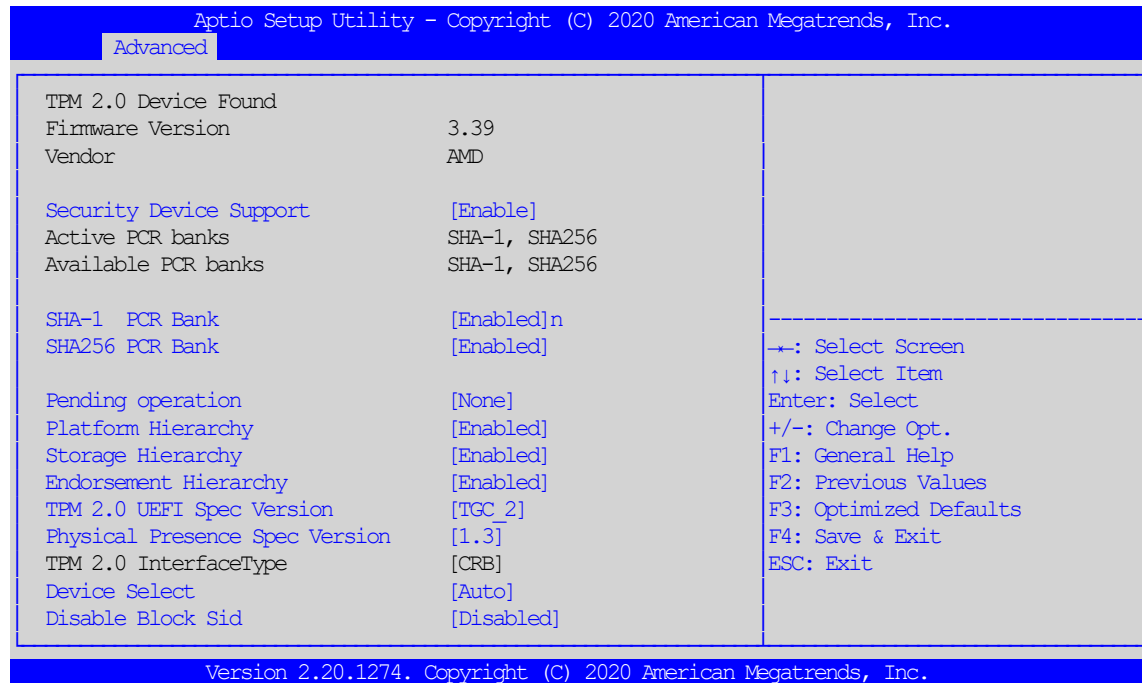 Aptio Setup Utility - Copyright (C) 2020 American Megatrends, Inc.
Advanced
TPM 2.0 Device Found
Firmware Version 3.39
Vendor AMD
Security Device Support [Enable]
Active PCR banks SHA-1, SHA256
Available PCR banks SHA-1, SHA256
SHA-1 PCR Bank [Enabled]n
SHA256 PCR Bank [Enabled]
Pending operation [None]
Platform Hierarchy [Enabled]
Storage Hierarchy [Enabled]
Endorsement Hierarchy [Enabled]
TPM 2.0 UEFI Spec Version [TGC_2]
Physical Presence Spec Version [1.3]
TPM 2.0 InterfaceType [CRB]
Device Select [Auto]
Disable Block Sid [Disabled]
→←: Select Screen
↑↓: Select Item
Enter: Select
+/-: Change Opt.
F1: General Help
F2: Previous Values
F3: Optimized Defaults
F4: Save & Exit
ESC: Exit
Version 2.20.1274. Copyright (C) 2020 American Megatrends, Inc.